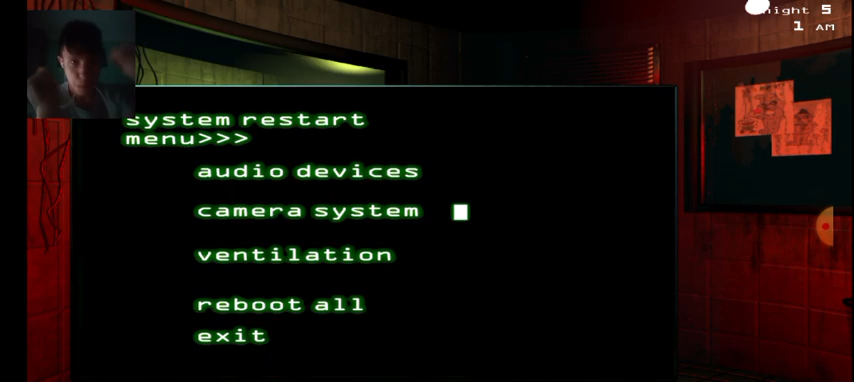 night 5
1 AM
system restart
menu>>>
audio devices
camera system
ventilation
reboot all
exit